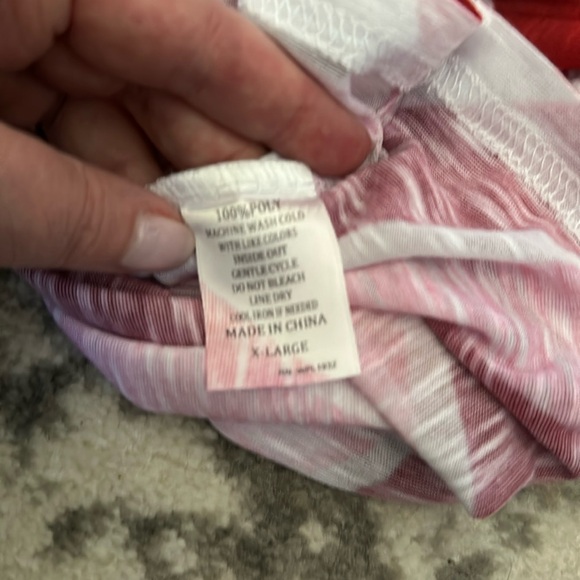 100% POLY
MACHINE WASH COLD
WITH LIKE COLORS
INSIDE OUT
GENTLE CYCLE
DO NOT BLEACH
LINE DRY
COOL IRON IF NEEDED
MADE IN CHINA
X-LARGE